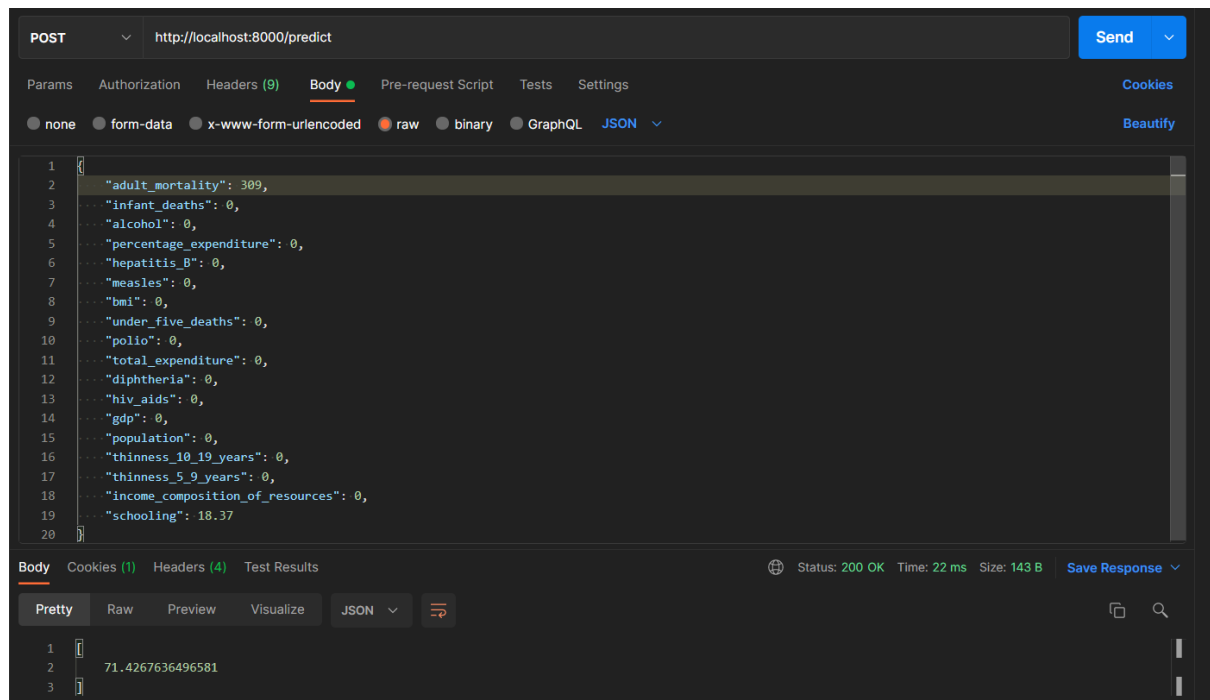 POST http://localhost:8000/predict Send
Params Authorization Headers (9) Body Pre-request Script Tests Settings Cookies
none form-data x-www-form-urlencoded raw binary GraphQL JSON Beautify
1 {
2 "adult_mortality": 309,
3 "infant_deaths": 0,
4 "alcohol": 0,
5 "percentage_expenditure": 0,
6 "hepatitis_B": 0,
7 "measles": 0,
8 "bmi": 0,
9 "under_five_deaths": 0,
10 "polio": 0,
11 "total_expenditure": 0,
12 "diphtheria": 0,
13 "hiv_aids": 0,
14 "gdp": 0,
15 "population": 0,
16 "thinness_10_19_years": 0,
17 "thinness_5_9_years": 0,
18 "income_composition_of_resources": 0,
19 "schooling": 18.37
20 }
Body Cookies (1) Headers (4) Test Results Status: 200 OK Time: 22 ms Size: 143 B Save Response
Pretty Raw Preview Visualize JSON
1 [
2 71.4267636496581
3 ]